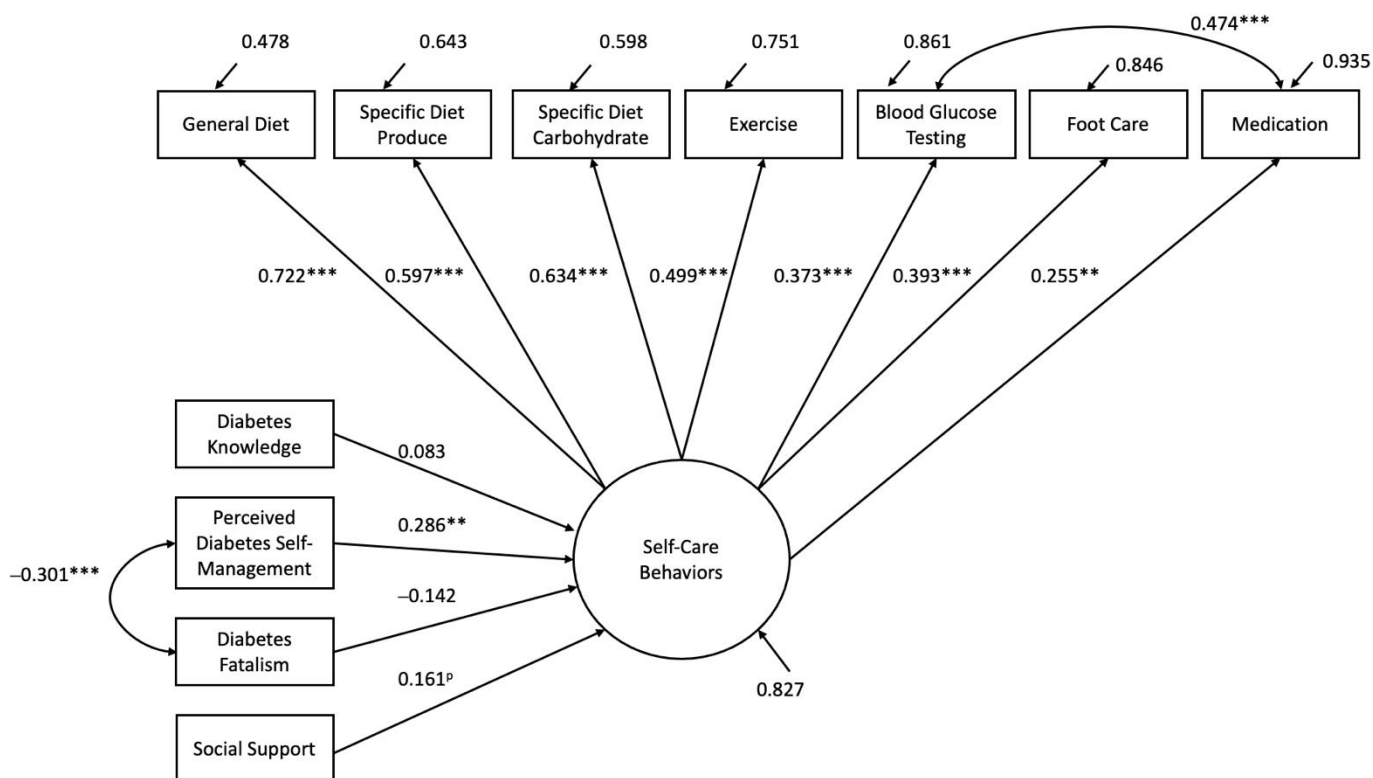 0.478
0.643
0.598
0.751
0.861
0.474***
0.846
0.935
General Diet
Specific Diet
Produce
Specific Diet
Carbohydrate
Exercise
Blood Glucose
Testing
Foot Care
Medication
0.722***
0.597***
0.634***
0.499***
0.373***
0.393***
0.255**
Diabetes
Knowledge
0.083
Perceived
Diabetes Self-
Management
0.286**
−0.301***
Self-Care
Behaviors
Diabetes
Fatalism
−0.142
0.161ᵖ
0.827
Social Support